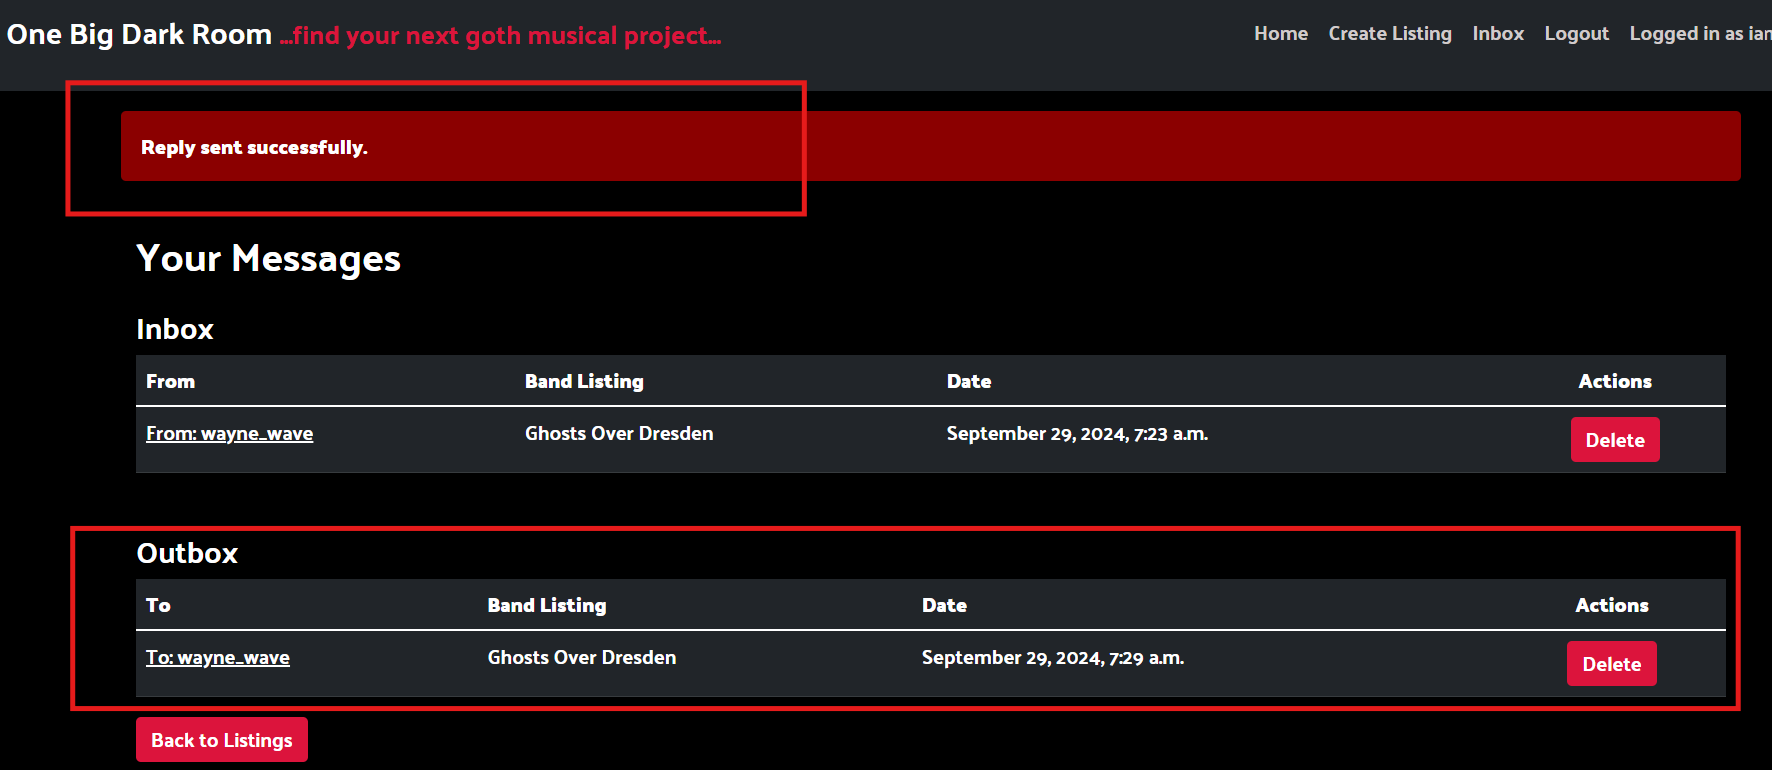 One Big Dark Room ...find your next goth musical project...
Home Create Listing Inbox Logout Logged in as ian
Reply sent successfully.
Your Messages
Inbox
From Band Listing Date Actions
From: wayne_wave Ghosts Over Dresden September 29, 2024, 7:23 a.m. Delete
Outbox
To Band Listing Date Actions
To: wayne_wave Ghosts Over Dresden September 29, 2024, 7:29 a.m. Delete
Back to Listings